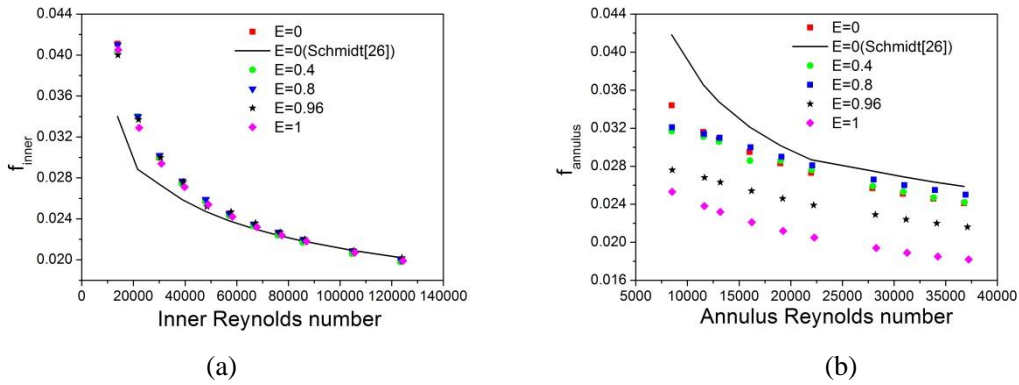 0.044
0.040
0.036
0.032
0.028
0.024
0.020
f inner
0
20000
40000
60000
80000
100000
120000
140000
Inner Reynolds number
E=0
E=0(Schmidt[26])
E=0.4
E=0.8
E=0.96
E=1
(a)
0.044
0.040
0.036
0.032
0.028
0.024
0.020
0.016
f annulus
5000
10000
15000
20000
25000
30000
35000
40000
Annulus Reynolds number
E=0
E=0(Schmidt[26])
E=0.4
E=0.8
E=0.96
E=1
(b)